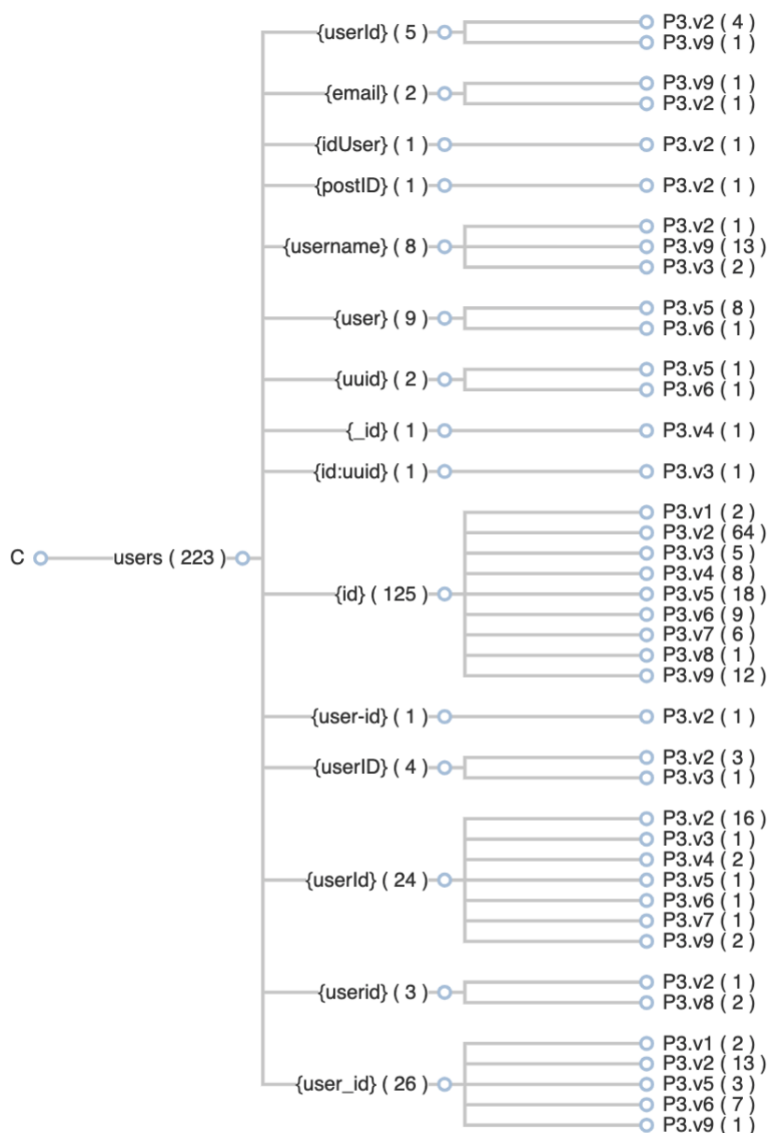 C
users ( 223 )
{userId} ( 5 )
P3.v2 ( 4 )
P3.v9 ( 1 )
{email} ( 2 )
P3.v9 ( 1 )
P3.v2 ( 1 )
{idUser} ( 1 )
P3.v2 ( 1 )
{postID} ( 1 )
P3.v2 ( 1 )
{username} ( 8 )
P3.v2 ( 1 )
P3.v9 ( 13 )
P3.v3 ( 2 )
{user} ( 9 )
P3.v5 ( 8 )
P3.v6 ( 1 )
{uuid} ( 2 )
P3.v5 ( 1 )
P3.v6 ( 1 )
{_id} ( 1 )
P3.v4 ( 1 )
{id:uuid} ( 1 )
P3.v3 ( 1 )
{id} ( 125 )
P3.v1 ( 2 )
P3.v2 ( 64 )
P3.v3 ( 5 )
P3.v4 ( 8 )
P3.v5 ( 18 )
P3.v6 ( 9 )
P3.v7 ( 6 )
P3.v8 ( 1 )
P3.v9 ( 12 )
{user-id} ( 1 )
P3.v2 ( 1 )
{userID} ( 4 )
P3.v2 ( 3 )
P3.v3 ( 1 )
{userId} ( 24 )
P3.v2 ( 16 )
P3.v3 ( 1 )
P3.v4 ( 2 )
P3.v5 ( 1 )
P3.v6 ( 1 )
P3.v7 ( 1 )
P3.v9 ( 2 )
{userid} ( 3 )
P3.v2 ( 1 )
P3.v8 ( 2 )
{user_id} ( 26 )
P3.v1 ( 2 )
P3.v2 ( 13 )
P3.v5 ( 3 )
P3.v6 ( 7 )
P3.v9 ( 1 )